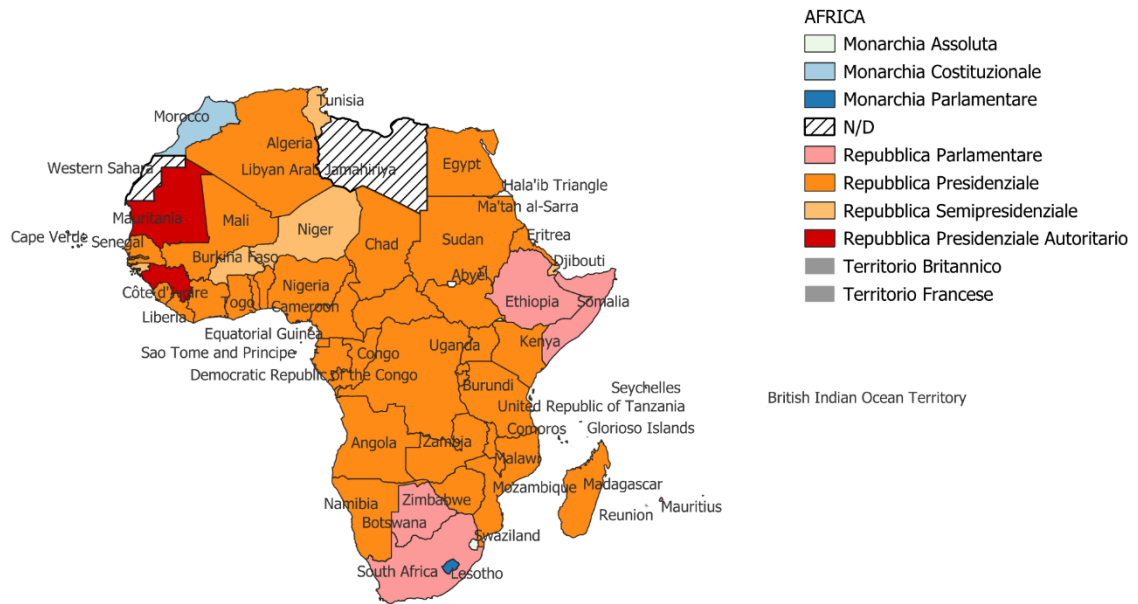 AFRICA
Monarchia Assoluta
Monarchia Costituzionale
Monarchia Parlamentare
N/D
Repubblica Parlamentare
Repubblica Presidenziale
Repubblica Semipresidenziale
Repubblica Presidenziale Autoritario
Territorio Britannico
Territorio Francese
Tunisia
Morocco
Algeria
Egypt
Western Sahara
Libyan Arab Jamahiriya
Hala'ib Triangle
Ma'tan al-Sarra
Mauritania
Mali
Niger
Cape Verde
Senegal
Chad
Sudan
Eritrea
Burkina Faso
Djibouti
Abyei
Nigeria
Côte d'Ivoire
Togo
Ethiopia
Somalia
Liberia
Cameroon
Equatorial Guinea
Uganda
Kenya
Sao Tome and Principe
Congo
Democratic Republic of the Congo
Burundi
Seychelles
British Indian Ocean Territory
United Republic of Tanzania
Comoros
Glorioso Islands
Angola
Zambia
Malawi
Mozambique
Madagascar
Namibia
Zimbabwe
Mauritius
Reunion
Botswana
Swaziland
South Africa
Lesotho